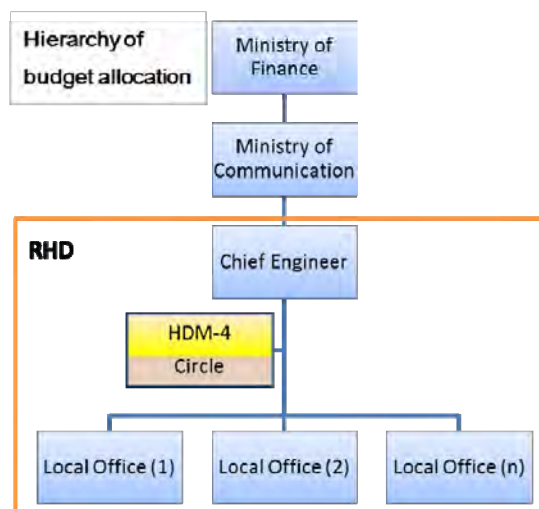 Hierarchy of
budget allocation
Ministry of
Finance
Ministry of
Communication
RHD
Chief Engineer
HDM-4
Circle
Local Office (1)
Local Office (2)
Local Office (n)